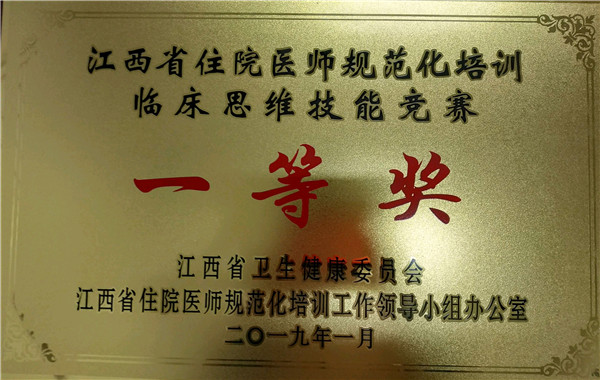 江西省住院医师规范化培训
临床思维技能竞赛
一等奖
江西省卫生健康委员会
江西省住院医师规范化培训工作领导小组办公室
二〇一九年一月